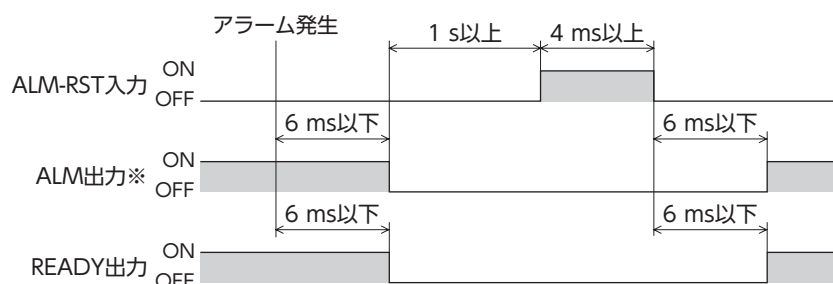 アラーム発生
1 s以上
4 ms以上
ALM-RST入力
ON
OFF
6 ms以下
6 ms以下
ALM出力※
ON
OFF
6 ms以下
6 ms以下
READY出力
ON
OFF